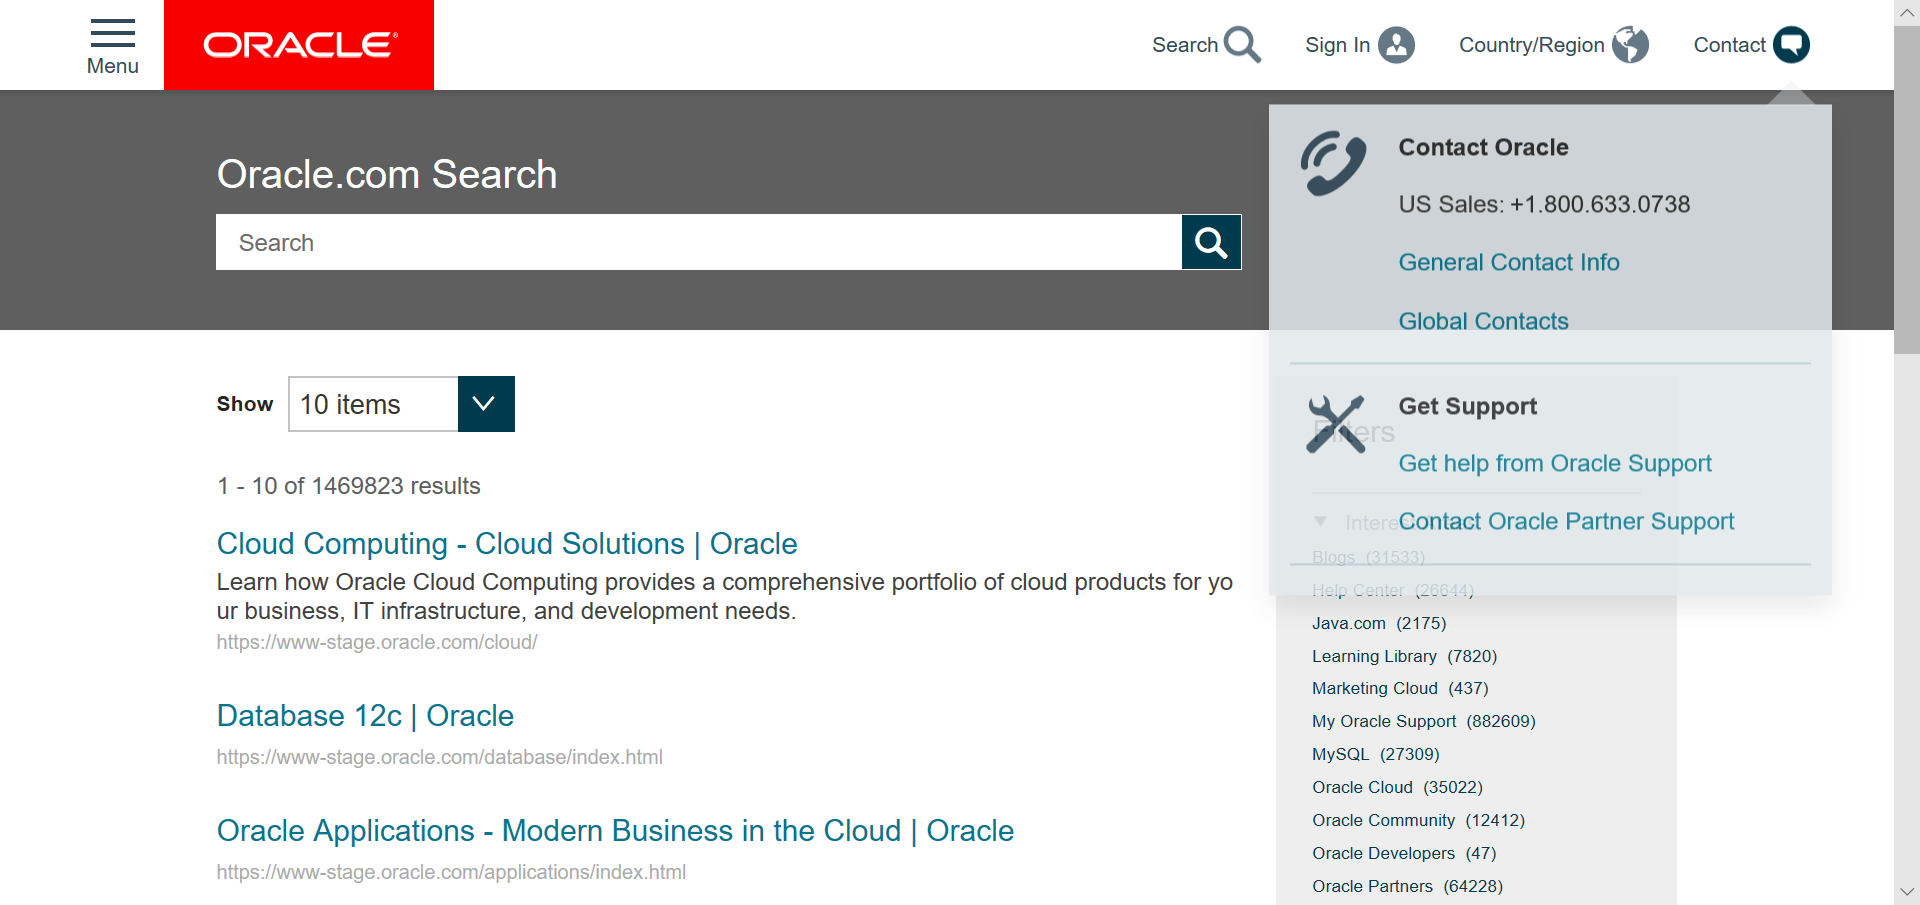 Menu
ORACLE
Search
Sign In
Country/Region
Contact
Oracle.com Search
Search
Contact Oracle
US Sales: +1.800.633.0738
General Contact Info
Global Contacts
Get Support
Get help from Oracle Support
Contact Oracle Partner Support
Show
10 items
1 - 10 of 1469823 results
Cloud Computing - Cloud Solutions | Oracle
Learn how Oracle Cloud Computing provides a comprehensive portfolio of cloud products for yo
ur business, IT infrastructure, and development needs.
https://www-stage.oracle.com/cloud/
Database 12c | Oracle
https://www-stage.oracle.com/database/index.html
Oracle Applications - Modern Business in the Cloud | Oracle
https://www-stage.oracle.com/applications/index.html
Filters
Blogs (31533)
Help Center (26644)
Java.com (2175)
Learning Library (7820)
Marketing Cloud (437)
My Oracle Support (882609)
MySQL (27309)
Oracle Cloud (35022)
Oracle Community (12412)
Oracle Developers (47)
Oracle Partners (64228)